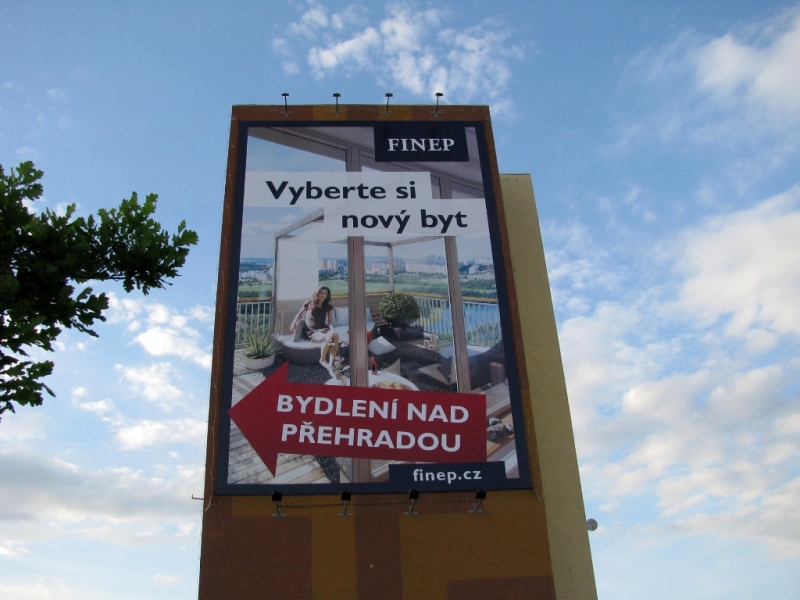 FINEP
Vyberte si
nový byt
BYDLENÍ NAD
PŘEHRADOU
finep.cz